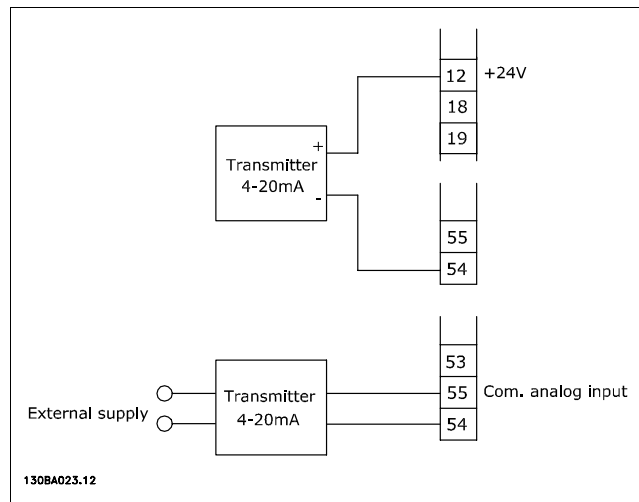 12 +24V
18
19
+
Transmitter
4-20mA
-
55
54
53
55 Com. analog input
54
Transmitter
4-20mA
External supply
130BA023.12